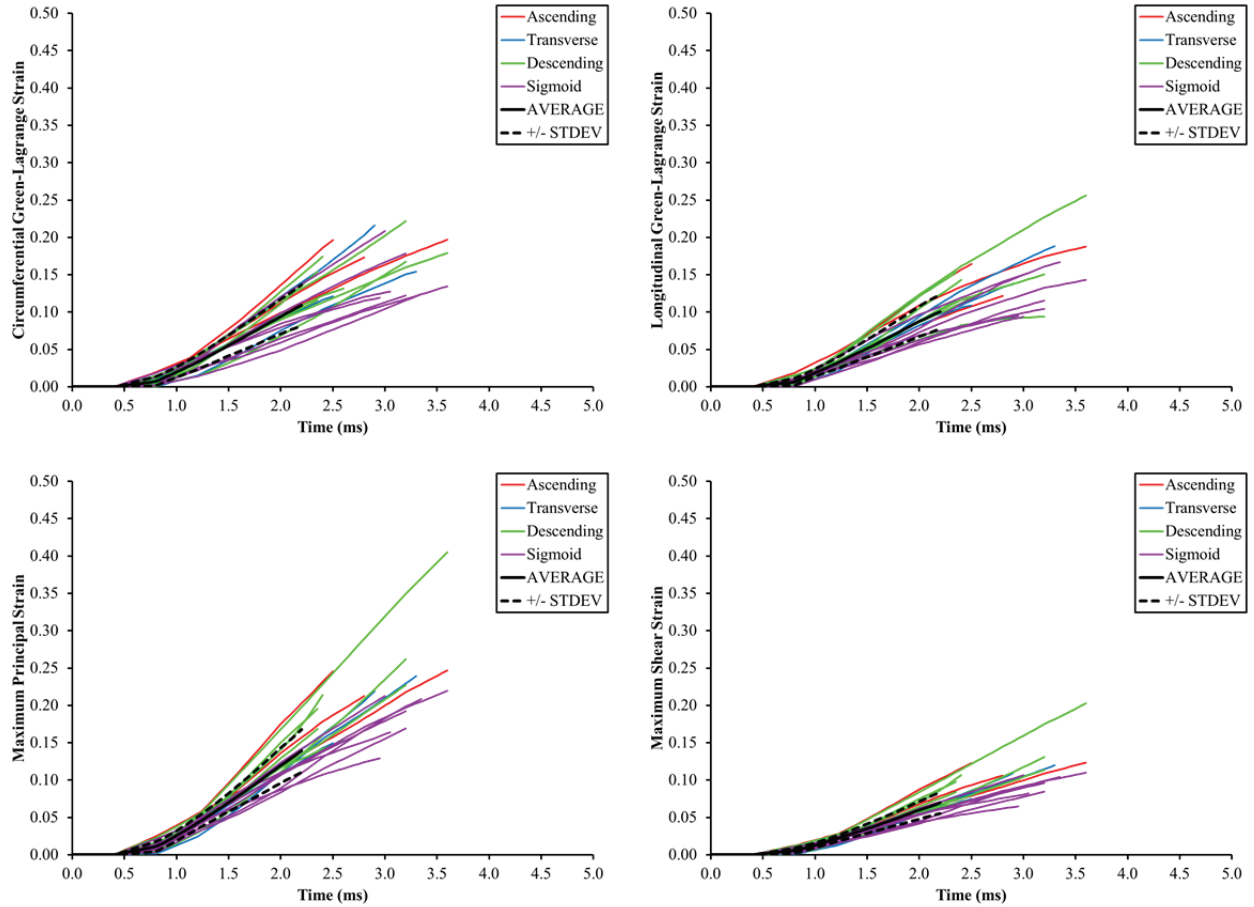 Circumferential Green-Lagrange Strain
0.50
0.45
0.40
0.35
0.30
0.25
0.20
0.15
0.10
0.05
0.00
0.0 0.5 1.0 1.5 2.0 2.5 3.0 3.5 4.0 4.5 5.0
Time (ms)
Ascending
Transverse
Descending
Sigmoid
AVERAGE
+/- STDEV
Longitudinal Green-Lagrange Strain
0.50
0.45
0.40
0.35
0.30
0.25
0.20
0.15
0.10
0.05
0.00
0.0 0.5 1.0 1.5 2.0 2.5 3.0 3.5 4.0 4.5 5.0
Time (ms)
Ascending
Transverse
Descending
Sigmoid
AVERAGE
+/- STDEV
Maximum Principal Strain
0.50
0.45
0.40
0.35
0.30
0.25
0.20
0.15
0.10
0.05
0.00
0.0 0.5 1.0 1.5 2.0 2.5 3.0 3.5 4.0 4.5 5.0
Time (ms)
Ascending
Transverse
Descending
Sigmoid
AVERAGE
+/- STDEV
Maximum Shear Strain
0.50
0.45
0.40
0.35
0.30
0.25
0.20
0.15
0.10
0.05
0.00
0.0 0.5 1.0 1.5 2.0 2.5 3.0 3.5 4.0 4.5 5.0
Time (ms)
Ascending
Transverse
Descending
Sigmoid
AVERAGE
+/- STDEV